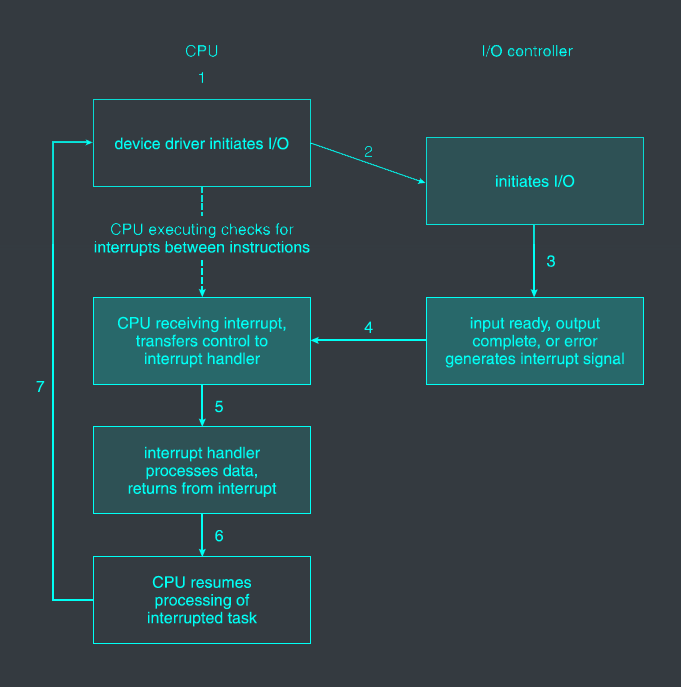 CPU
I/O controller
1
device driver initiates I/O
2
initiates I/O
CPU executing checks for
interrupts between instructions
3
CPU receiving interrupt,
transfers control to
interrupt handler
4
input ready, output
complete, or error
generates interrupt signal
7
5
interrupt handler
processes data,
returns from interrupt
6
CPU resumes
processing of
interrupted task